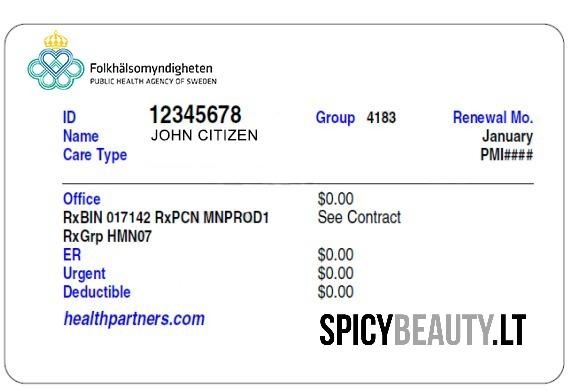 Folkhälsomyndigheten
PUBLIC HEALTH AGENCY OF SWEDEN
ID 12345678 Group 4183 Renewal Mo.
Name JOHN CITIZEN January
Care Type PMI####
Office $0.00
RxBIN 017142 RxPCN MNPROD1 See Contract
RxGrp HMN07
ER $0.00
Urgent $0.00
Deductible $0.00
healthpartners.com
SPICYBEAUTY.LT